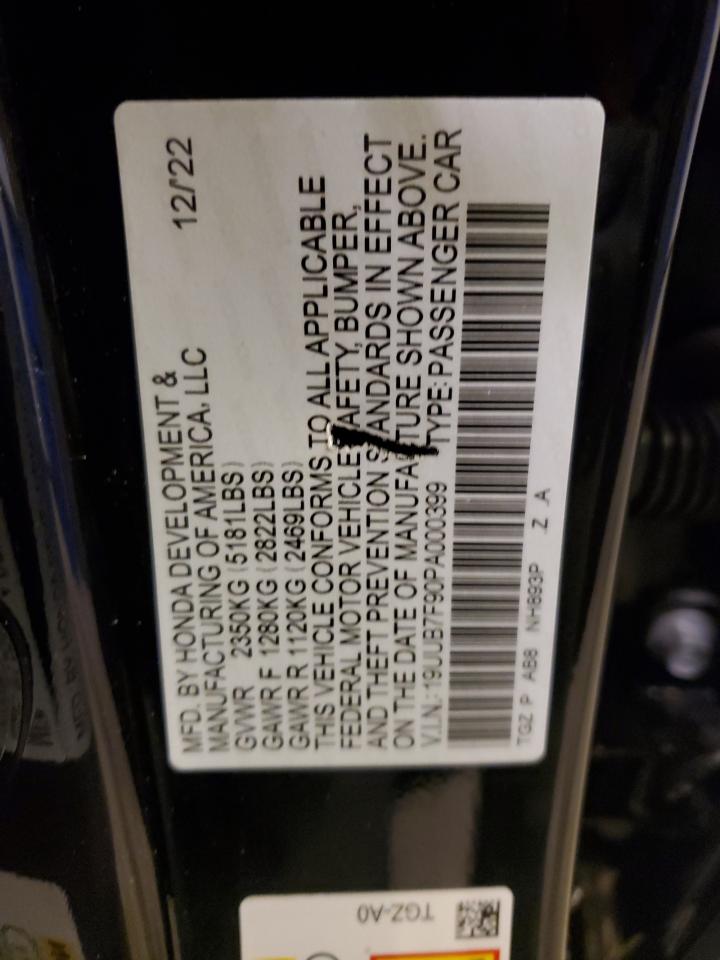 MFD. BY HONDA DEVELOPMENT & 12/22
MANUFACTURING OF AMERICA, LLC
GVWR 2350KG (5181LBS)
GAWR F 1280KG (2822LBS)
GAWR R 1120KG (2469LBS)
THIS VEHICLE CONFORMS TO ALL APPLICABLE
FEDERAL MOTOR VEHICLE SAFETY, BUMPER,
AND THEFT PREVENTION STANDARDS IN EFFECT
ON THE DATE OF MANUFACTURE SHOWN ABOVE.
V.I.N.: 19UUB7F90PA000399 TYPE: PASSENGER CAR
TGZ P AB8 NH893P .Z .A
TGZ-A0